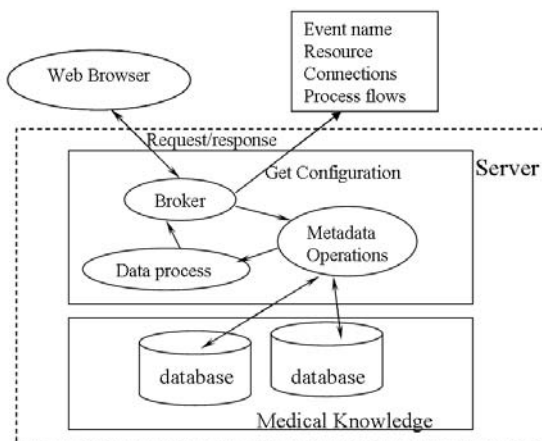 Event name
Resource
Connections
Process flows
Web Browser
Request/response
Get Configuration
Server
Broker
Metadata
Operations
Data process
database
database
Medical Knowledge